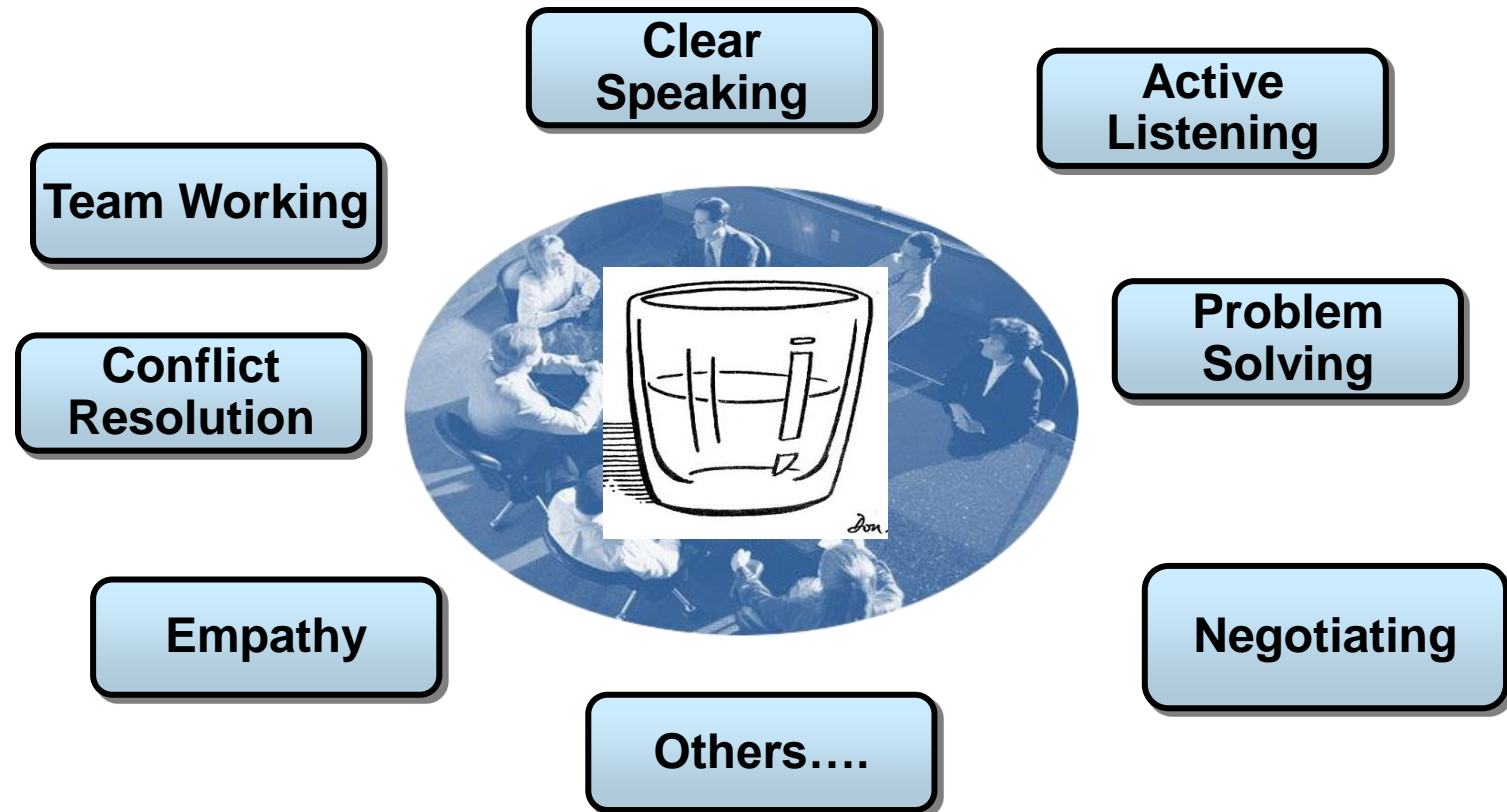 Clear
Speaking
Active
Listening
Team Working
Problem
Solving
Conflict
Resolution
Don.
Empathy
Negotiating
Others….